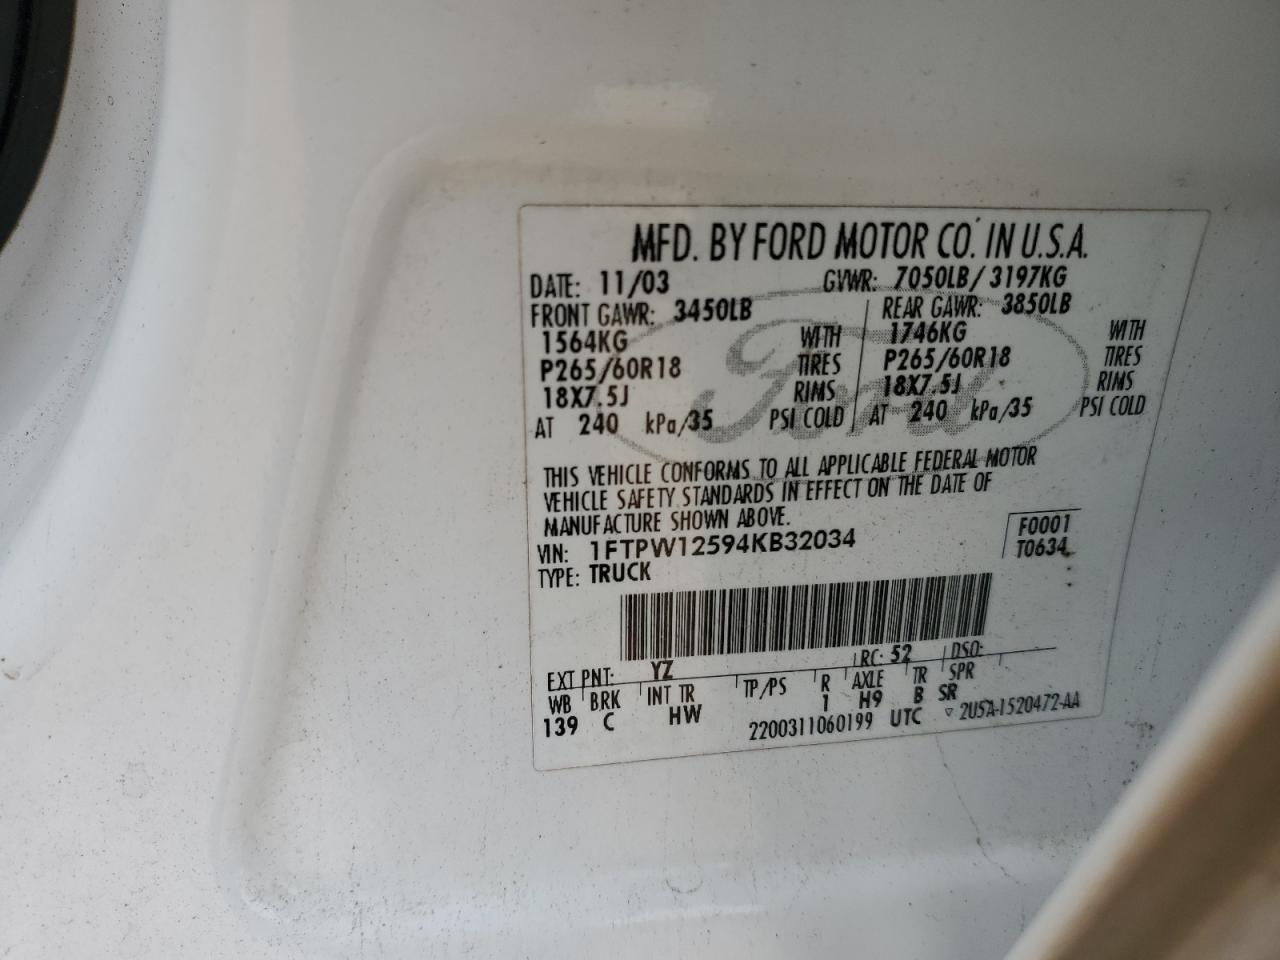 MFD. BY FORD MOTOR CO. IN U.S.A.
DATE: 11/03 GVWR: 7050LB/ 3197KG
FRONT GAWR: 3450LB REAR GAWR: 3850LB
1564KG WITH 1746KG WITH
P265/60R18 TIRES P265/60R18 TIRES
18X7.5J RIMS 18X7.5J RIMS
AT 240 kPa/35 PSI COLD AT 240 kPa/35 PSI COLD
Ford
THIS VEHICLE CONFORMS TO ALL APPLICABLE FEDERAL MOTOR
VEHICLE SAFETY STANDARDS IN EFFECT ON THE DATE OF
MANUFACTURE SHOWN ABOVE.
VIN: 1FTPW12594KB32034 F0001
TYPE: TRUCK T0634
EXT PNT: YZ RC: 52 DSO:
WB BRK INT TR TP/PS R AXLE TR SPR
139 C HW 1 H9 B SR
2200311060199 UTC ▽ 2U5A-1520472-AA